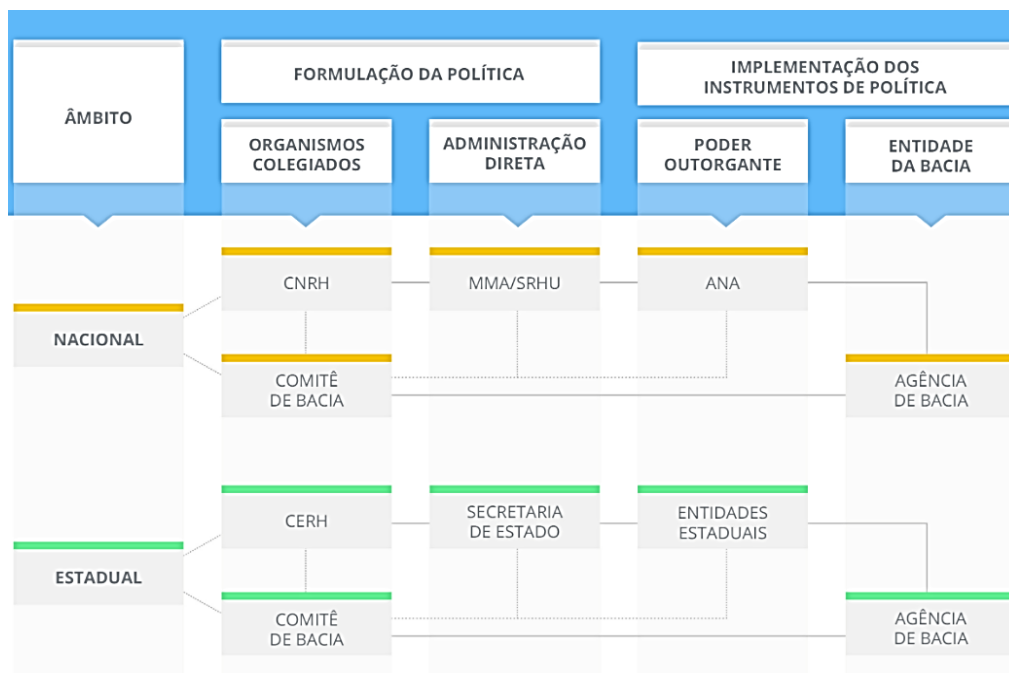 ÂMBITO
FORMULAÇÃO DA POLÍTICA
IMPLEMENTAÇÃO DOS
INSTRUMENTOS DE POLÍTICA
ORGANISMOS
COLEGIADOS
ADMINISTRAÇÃO
DIRETA
PODER
OUTORGANTE
ENTIDADE
DA BACIA
NACIONAL
CNRH
MMA/SRHU
ANA
COMITÊ
DE BACIA
AGÊNCIA
DE BACIA
ESTADUAL
CERH
SECRETARIA
DE ESTADO
ENTIDADES
ESTADUAIS
COMITÊ
DE BACIA
AGÊNCIA
DE BACIA